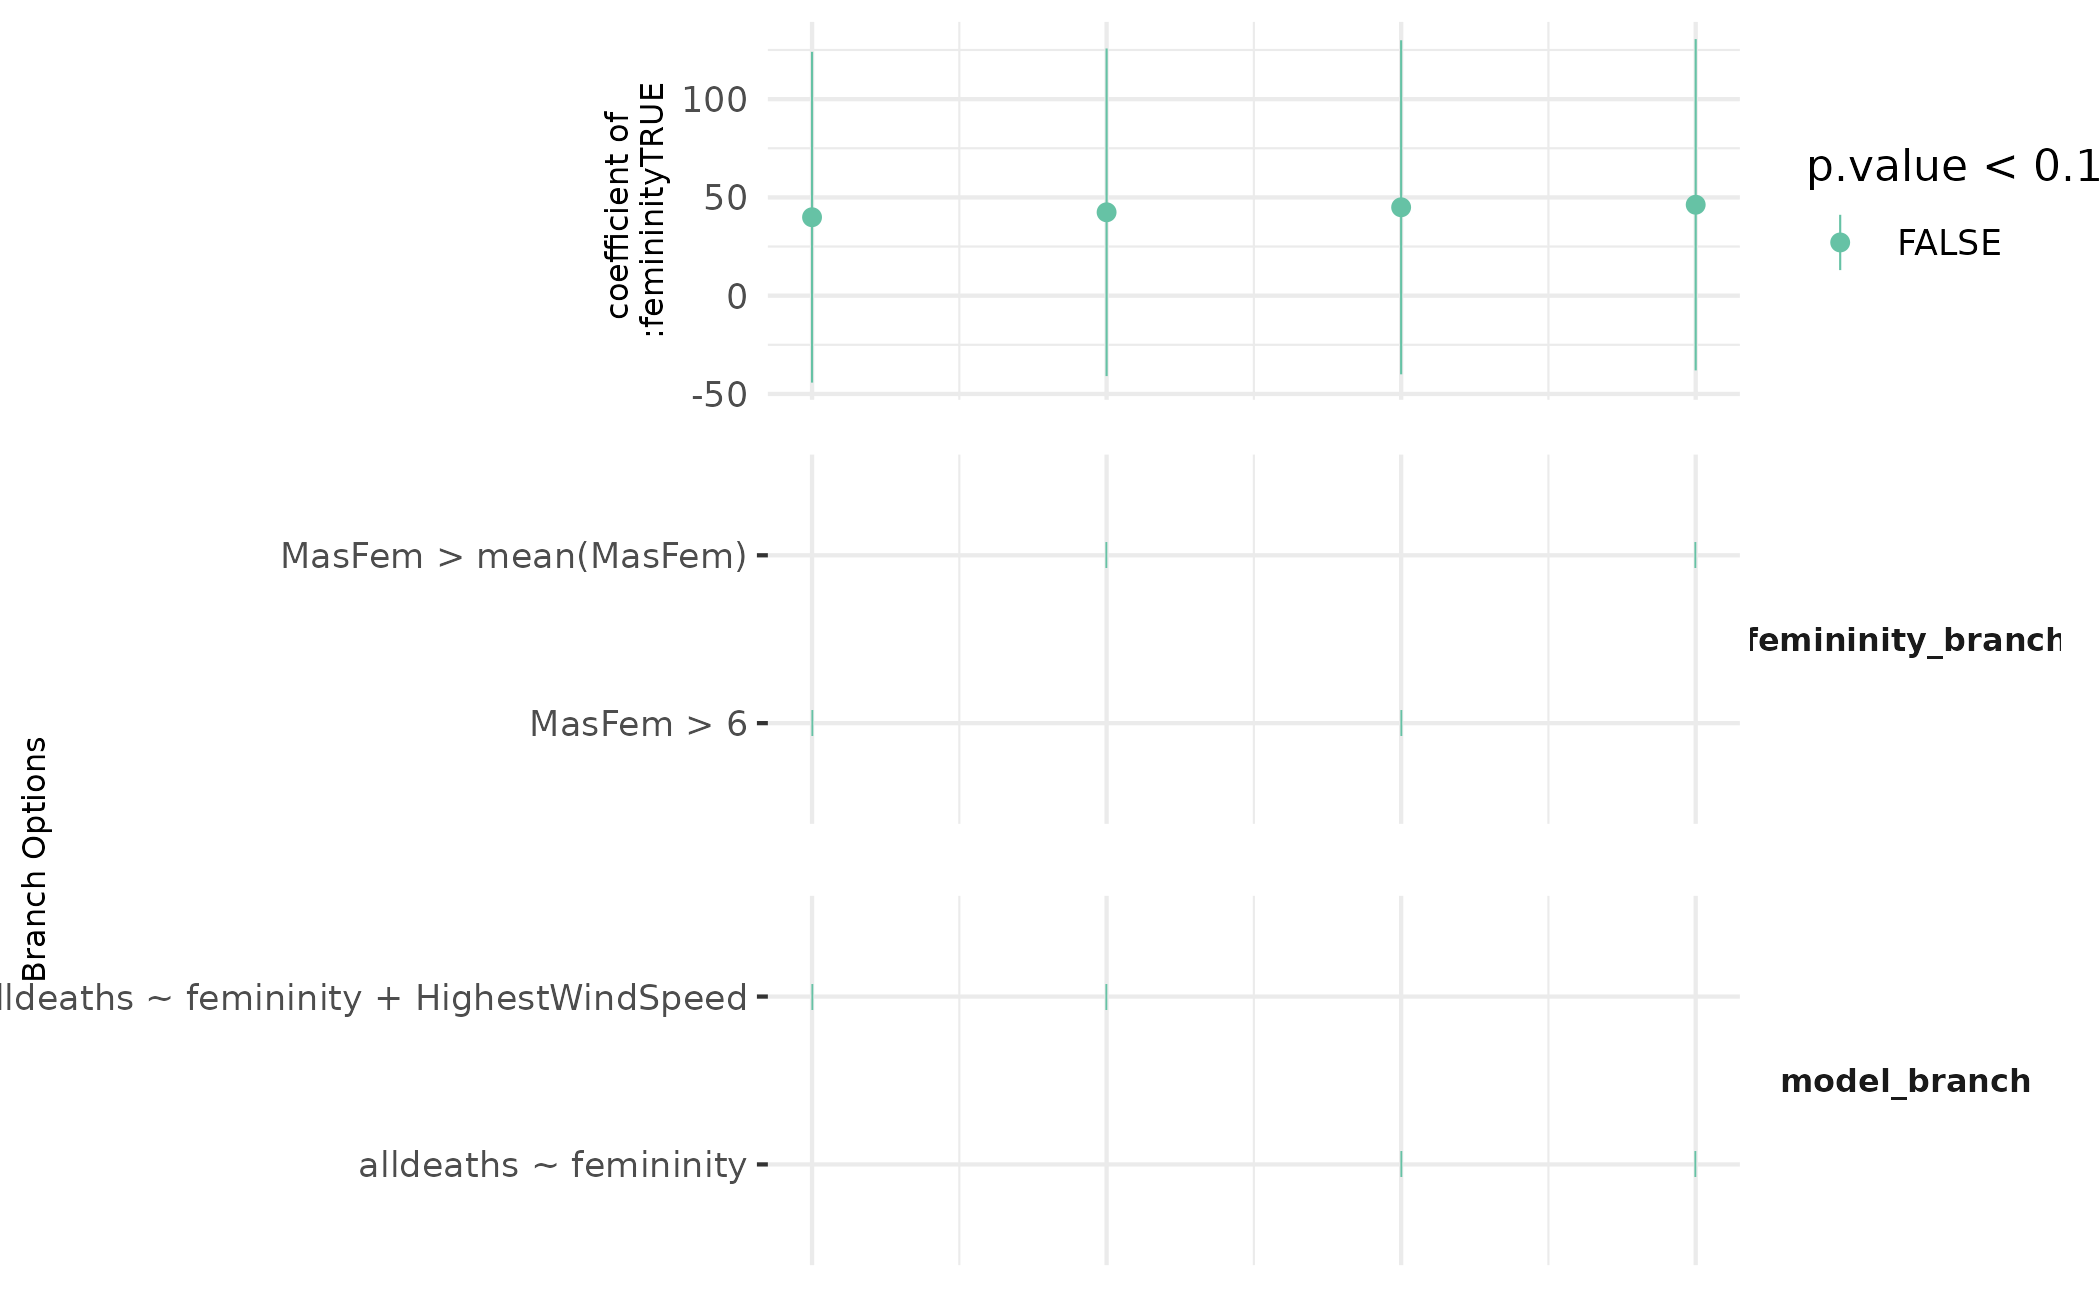 coefficient of
:femininityTRUE
100
50
0
-50
p.value < 0.1
FALSE
Branch Options
MasFem > mean(MasFem)
MasFem > 6
femininity_branch
lldeaths ~ femininity + HighestWindSpeed
alldeaths ~ femininity
model_branch